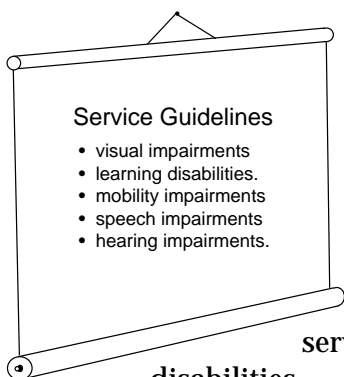 Service Guidelines
• visual impairments
• learning disabilities.
• mobility impairments
• speech impairments
• hearing impairments.